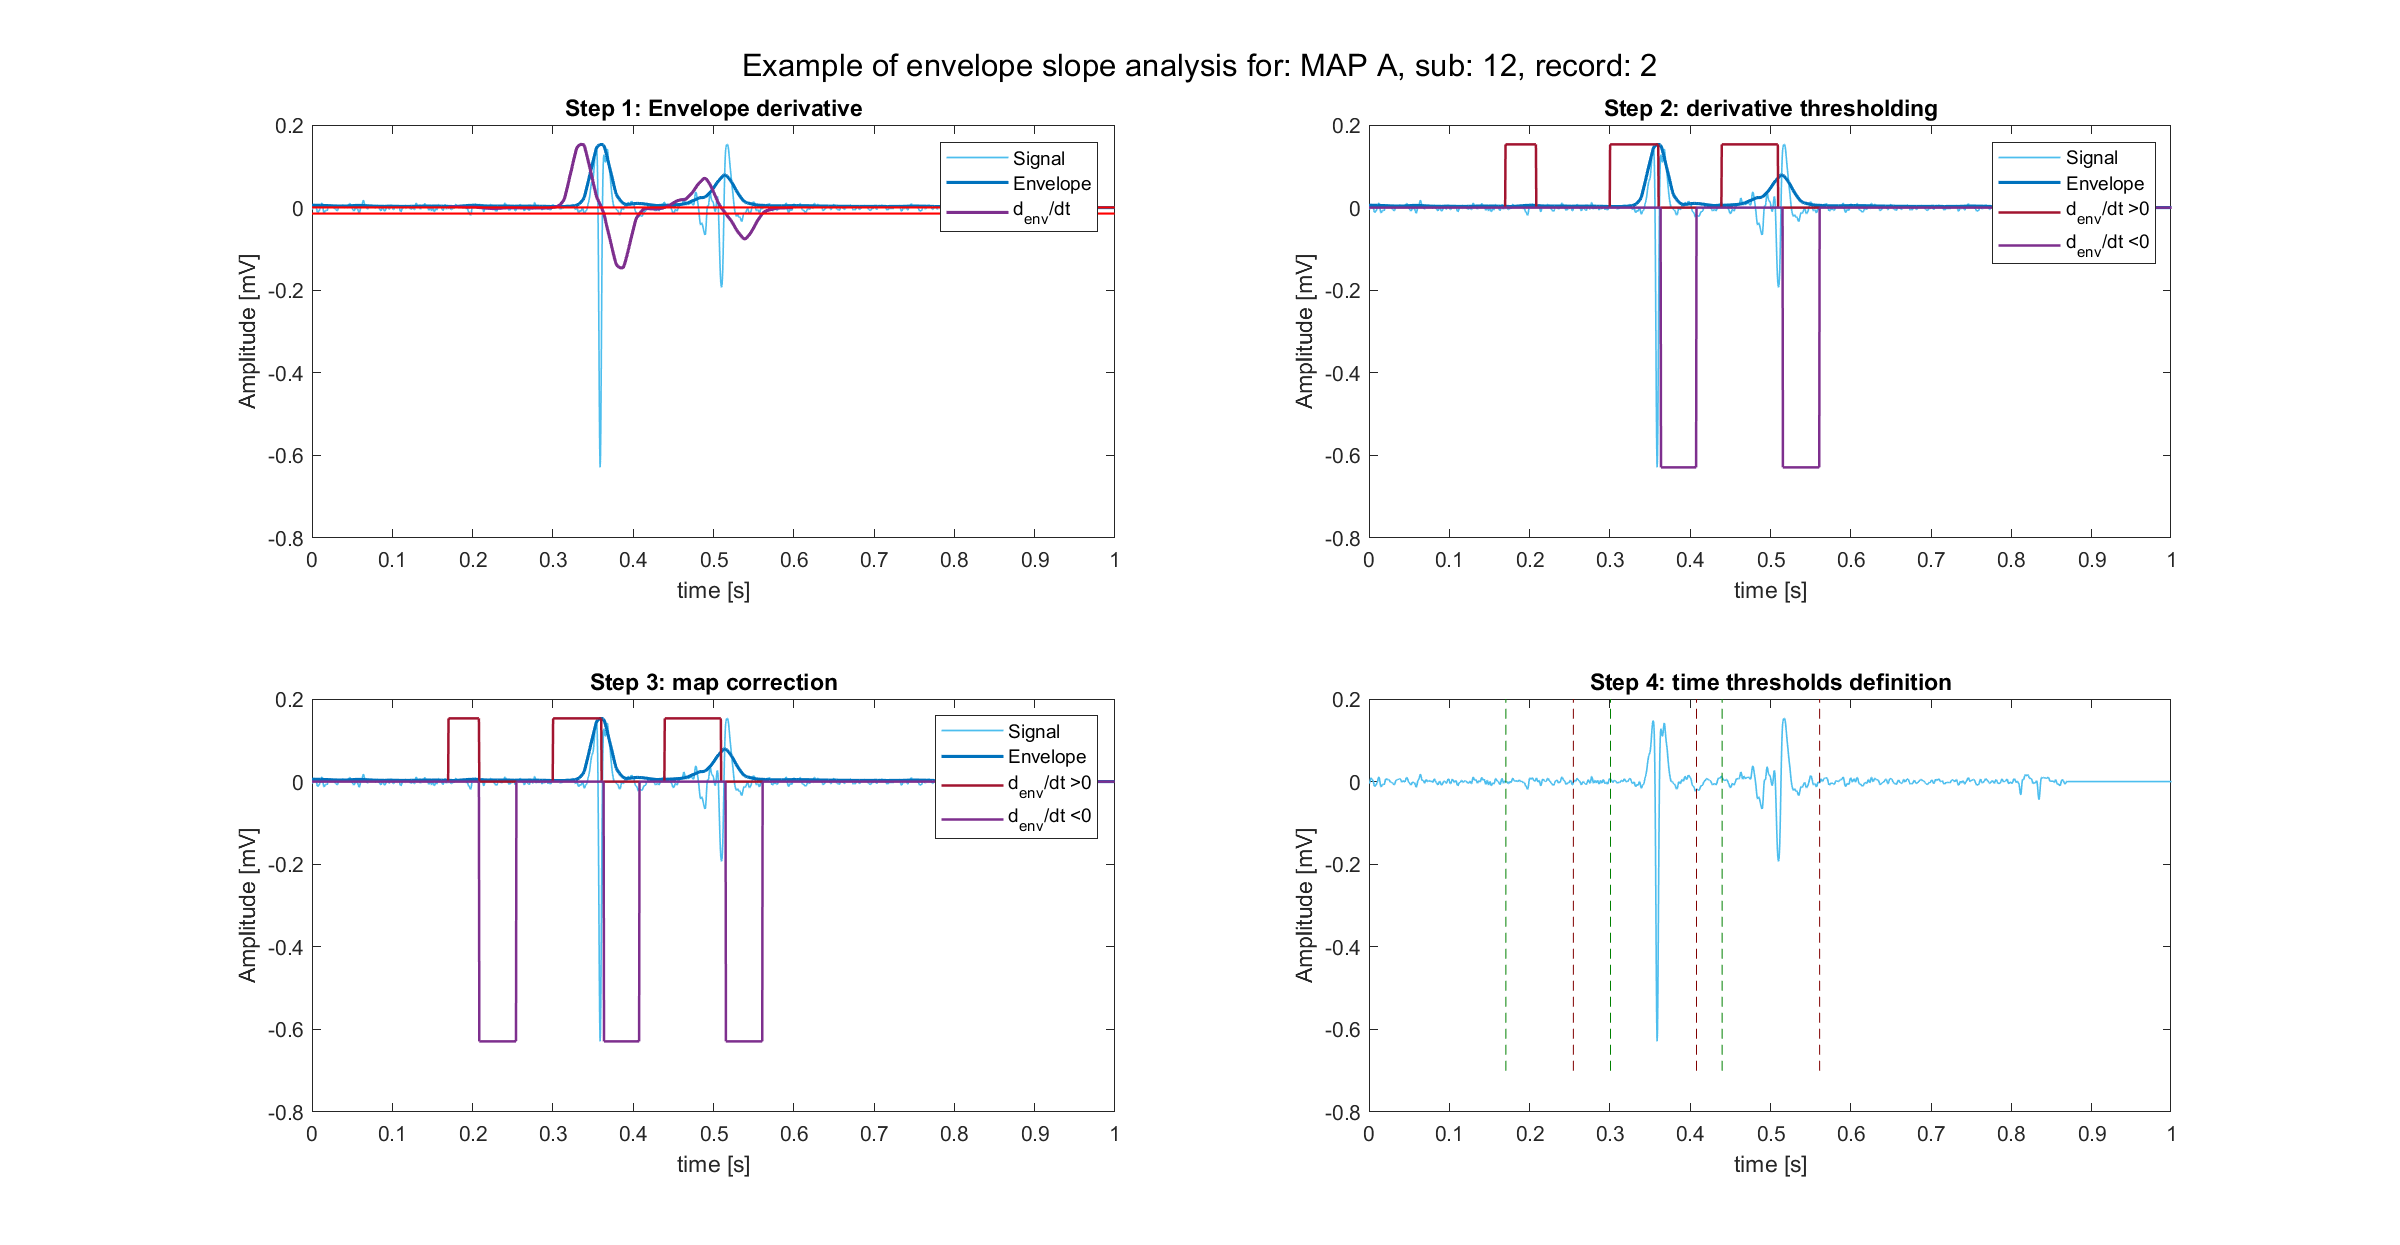 Example of envelope slope analysis for: MAP A, sub: 12, record: 2
Step 1: Envelope derivative
0.2
0
-0.2
-0.4
-0.6
-0.8
Amplitude [mV]
0 0.1 0.2 0.3 0.4 0.5 0.6 0.7 0.8 0.9 1
time [s]
Signal
Envelope
d_env/dt
Step 2: derivative thresholding
0.2
0
-0.2
-0.4
-0.6
-0.8
Amplitude [mV]
0 0.1 0.2 0.3 0.4 0.5 0.6 0.7 0.8 0.9 1
time [s]
Signal
Envelope
d_env/dt >0
d_env/dt <0
Step 3: map correction
0.2
0
-0.2
-0.4
-0.6
-0.8
Amplitude [mV]
0 0.1 0.2 0.3 0.4 0.5 0.6 0.7 0.8 0.9 1
time [s]
Signal
Envelope
d_env/dt >0
d_env/dt <0
Step 4: time thresholds definition
0.2
0
-0.2
-0.4
-0.6
-0.8
Amplitude [mV]
0 0.1 0.2 0.3 0.4 0.5 0.6 0.7 0.8 0.9 1
time [s]